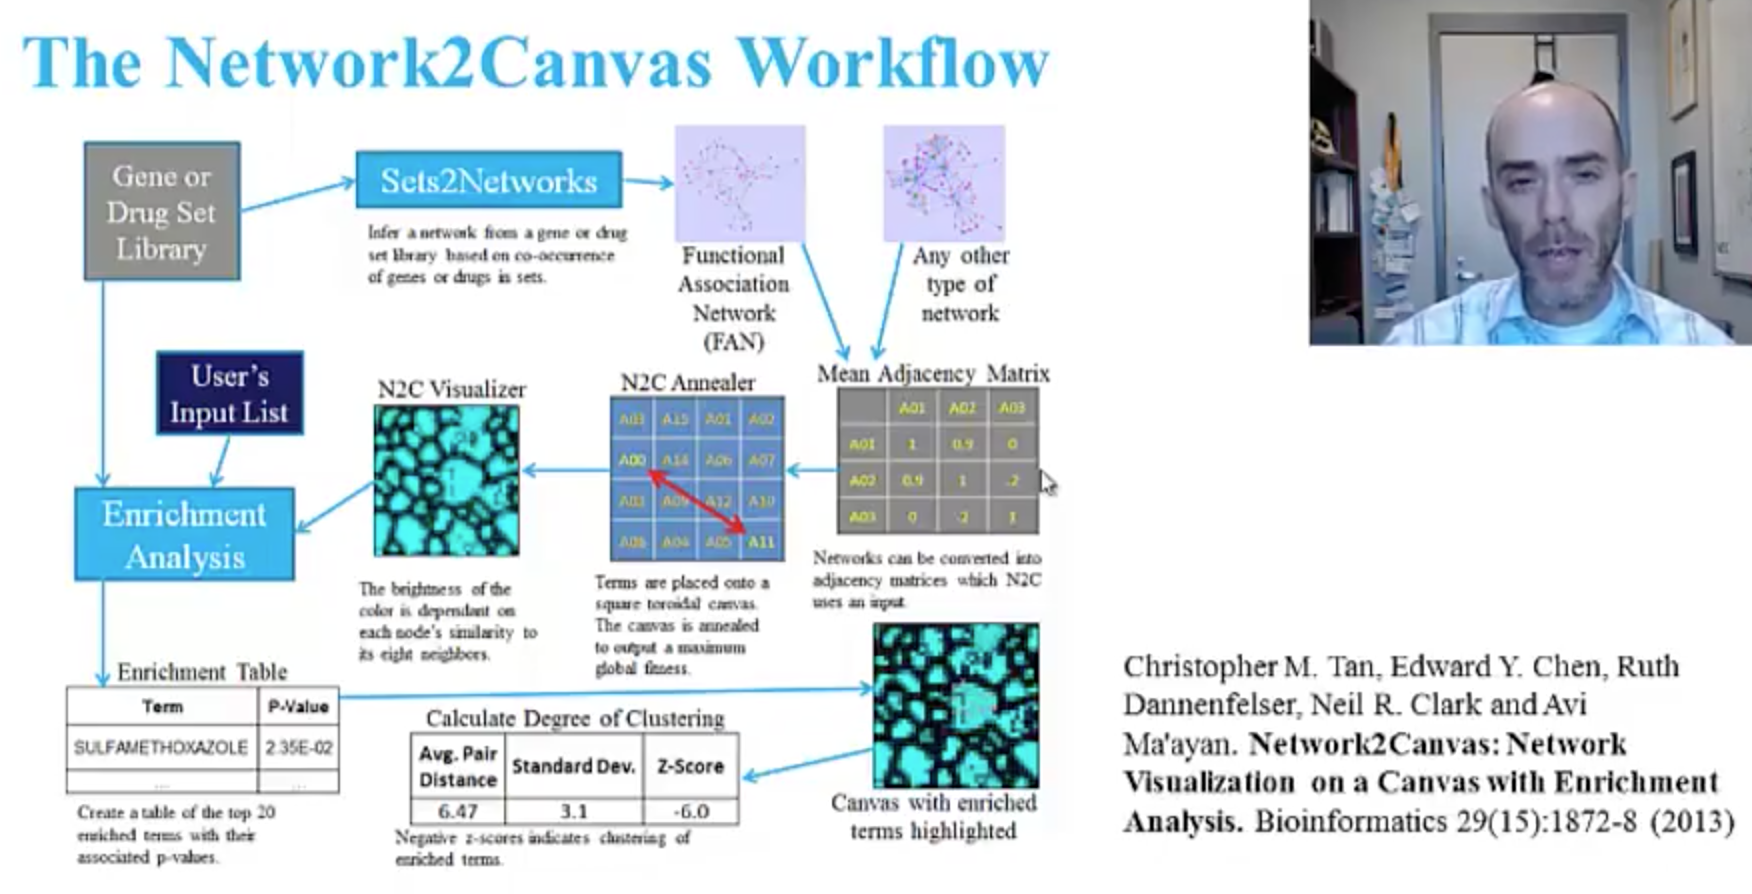 The Network2Canvas Workflow
Gene or
Drug Set
Library
Sets2Networks
Infer a network from a gene or drug
set library based on co-occurrence
of genes or drugs in sets.
Functional
Association
Network
(FAN)
Any other
type of
network
User's
Input List
N2C Visualizer
N2C Annealer
Mean Adjacency Matrix
A03 A15 A01 A02
A00 A14 A06 A07
A09 A12 A10
A04 A05 A11
A01 A02 A03
A01 1 0.9 0
A02 0.9 1 .2
A03 0 .2 1
Enrichment
Analysis
The brightness of the
color is dependant on
each node's similarity to
its eight neighbors.
Terms are placed onto a
square toroidal canvas.
The canvas is annealed
to output a maximum
global fitness.
Networks can be converted into
adjacency matrices which N2C
uses an input.
Enrichment Table
Term P-Value
SULFAMETHOXAZOLE 2.35E-02
... ...
Create a table of the top 20
enriched terms with their
associated p-values.
Calculate Degree of Clustering
Avg. Pair
Distance Standard Dev. Z-Score
6.47 3.1 -6.0
Negative z-scores indicates clustering of
enriched terms.
Canvas with enriched
terms highlighted
Christopher M. Tan, Edward Y. Chen, Ruth
Dannenfelser, Neil R. Clark and Avi
Ma'ayan. Network2Canvas: Network
Visualization on a Canvas with Enrichment
Analysis. Bioinformatics 29(15):1872-8 (2013)